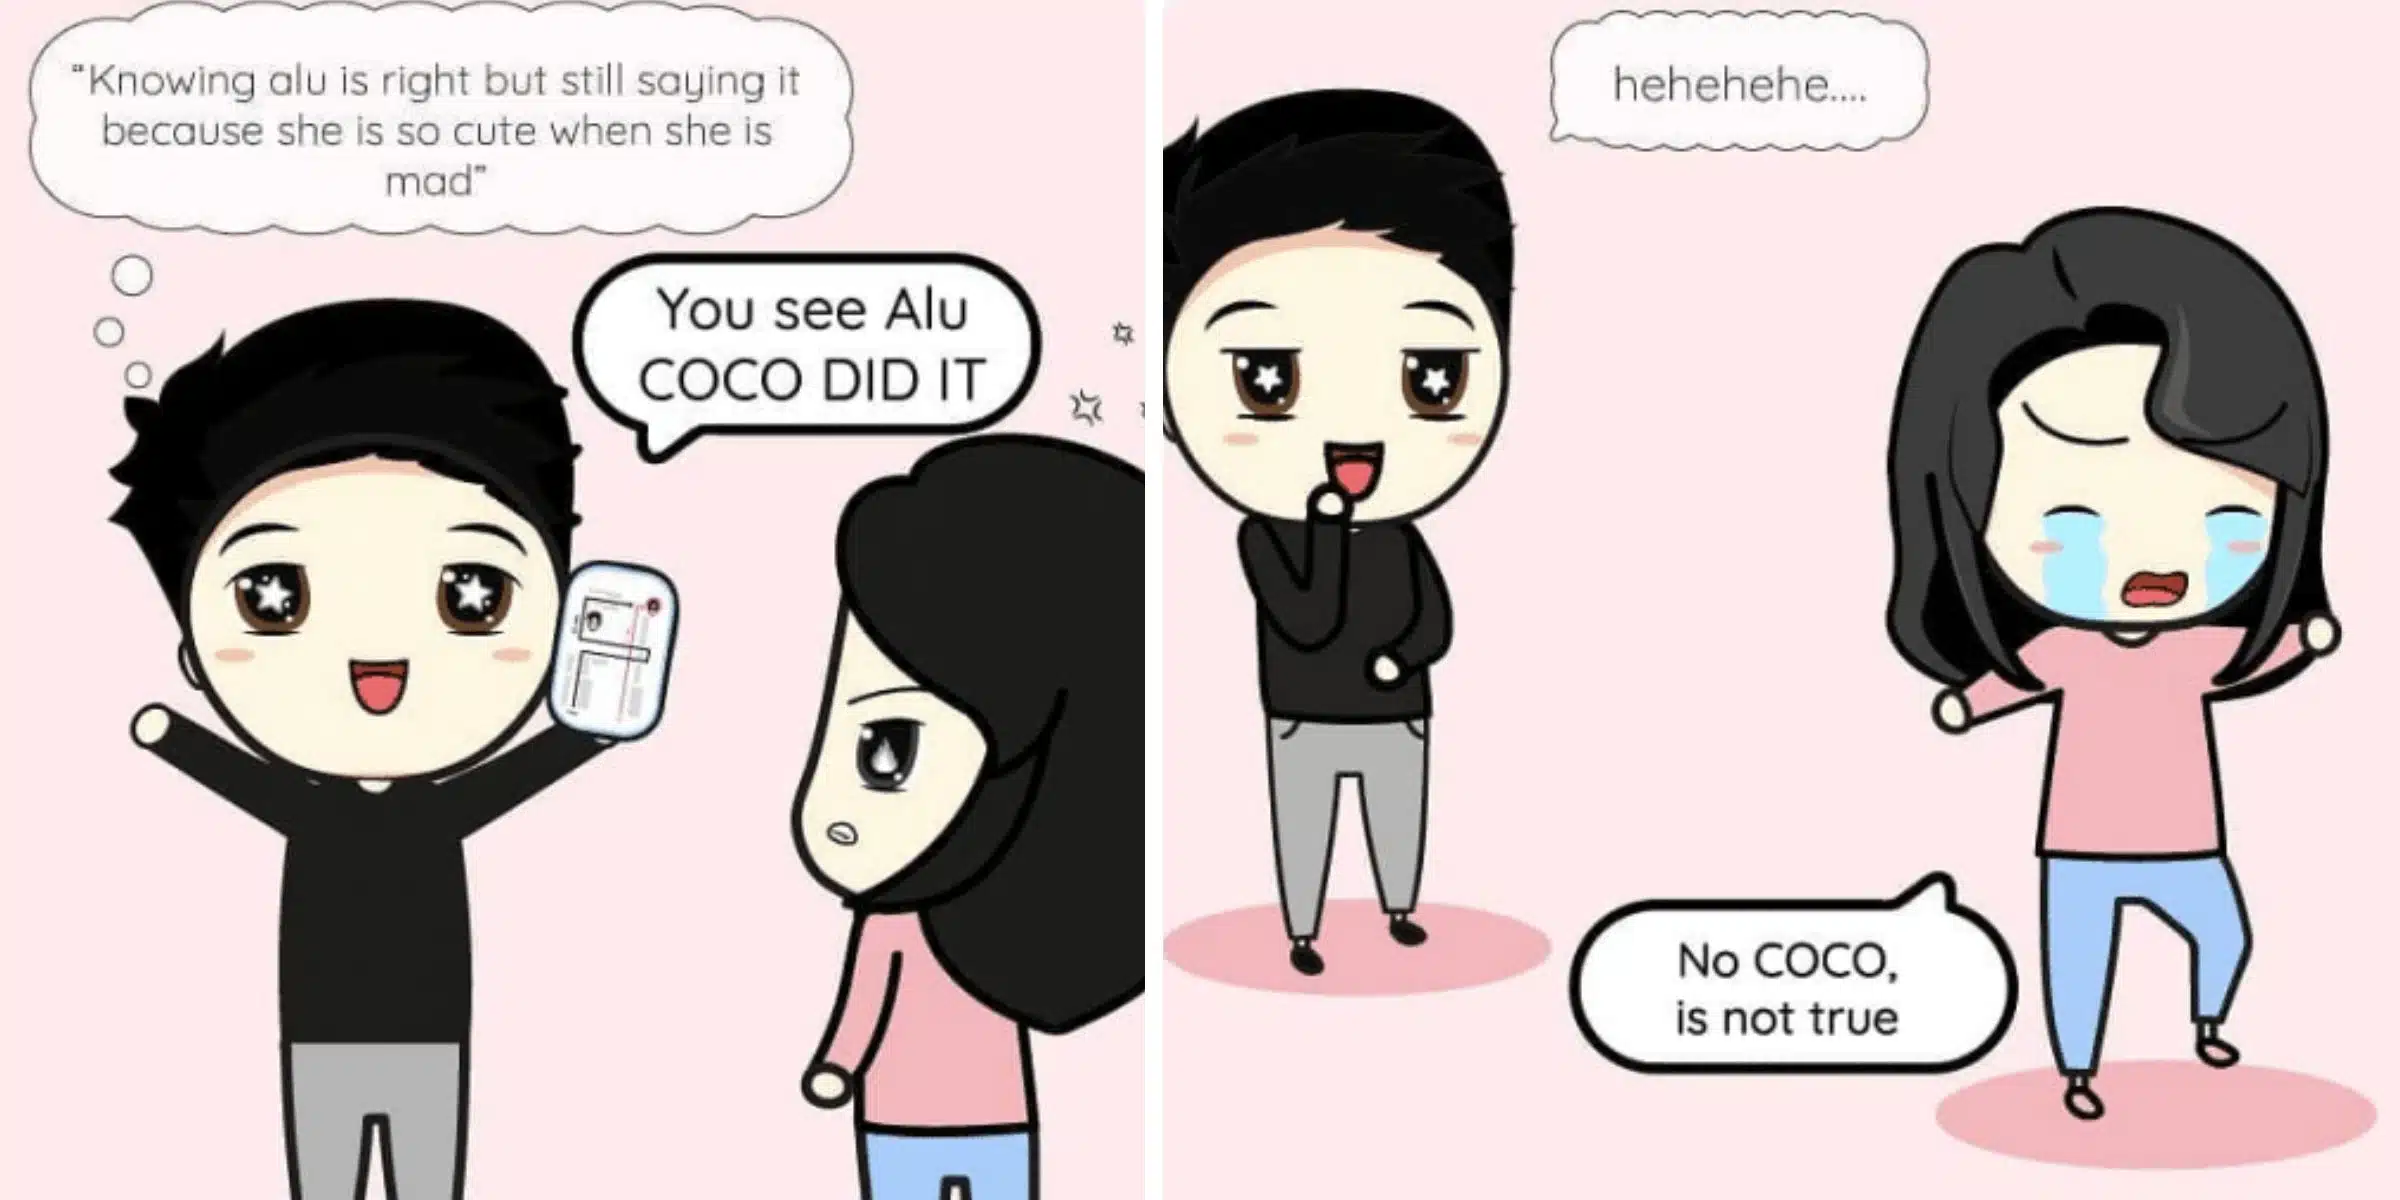 “Knowing alu is right but still saying it
because she is so cute when she is
mad”
You see Alu
COCO DID IT
hehehehe....
No COCO,
is not true